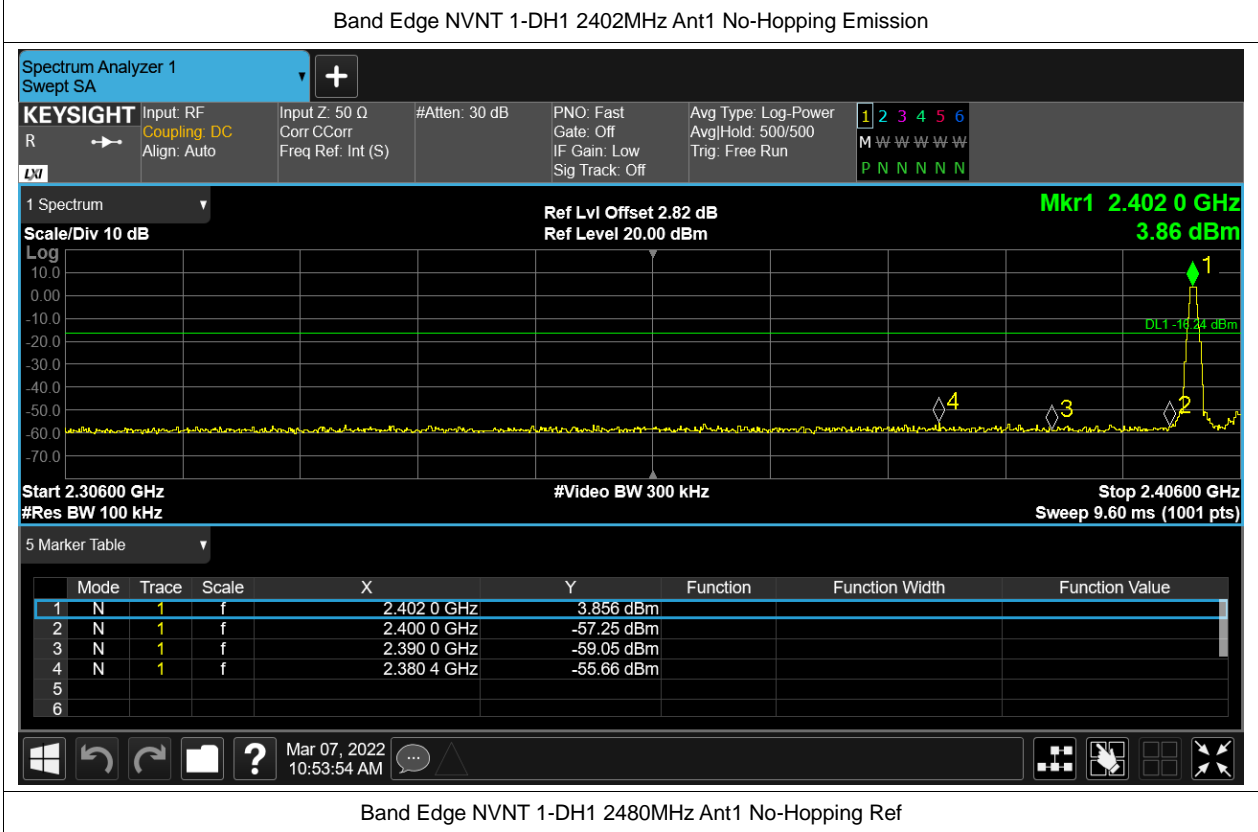 Band Edge NVNT 1-DH1 2402MHz Ant1 No-Hopping Emission
Spectrum Analyzer 1
Swept SA
+
KEYSIGHT
R
LXI
Input: RF
Coupling: DC
Align: Auto
Input Z: 50 Ω
Corr CCorr
Freq Ref: Int (S)
#Atten: 30 dB
PNO: Fast
Gate: Off
IF Gain: Low
Sig Track: Off
Avg Type: Log-Power
Avg|Hold: 500/500
Trig: Free Run
1 2 3 4 5 6
M W W W W W
P N N N N N
1 Spectrum
Scale/Div 10 dB
Ref Lvl Offset 2.82 dB
Ref Level 20.00 dBm
Mkr1 2.402 0 GHz
3.86 dBm
Log
10.0
0.00
-10.0
-20.0
-30.0
-40.0
-50.0
-60.0
-70.0
1
DL1 -16.24 dBm
4
3
2
Start 2.30600 GHz
#Video BW 300 kHz
Stop 2.40600 GHz
#Res BW 100 kHz
Sweep 9.60 ms (1001 pts)
5 Marker Table
Mode Trace Scale X Y Function Function Width Function Value
1 N 1 f 2.402 0 GHz 3.856 dBm
2 N 1 f 2.400 0 GHz -57.25 dBm
3 N 1 f 2.390 0 GHz -59.05 dBm
4 N 1 f 2.380 4 GHz -55.66 dBm
5
6
?
Mar 07, 2022
10:53:54 AM
Band Edge NVNT 1-DH1 2480MHz Ant1 No-Hopping Ref